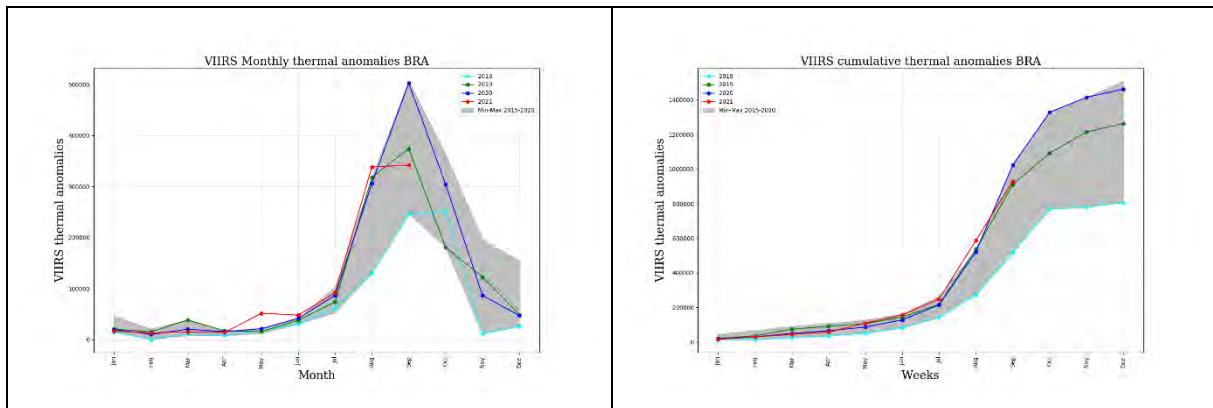 VIIRS Monthly thermal anomalies BRA
2018
2019
2020
2021
Min-Max 2015-2020
500000
400000
300000
200000
100000
0
VIIRS thermal anomalies
Jan
Feb
Mar
Apr
May
Jun
Jul
Aug
Sep
Oct
Nov
Dec
Month
VIIRS cumulative thermal anomalies BRA
2018
2019
2020
2021
Min-Max 2015-2020
1400000
1200000
1000000
800000
600000
400000
200000
0
VIIRS thermal anomalies
Jan
Feb
Mar
Apr
May
Jun
Jul
Aug
Sep
Oct
Nov
Dec
Weeks